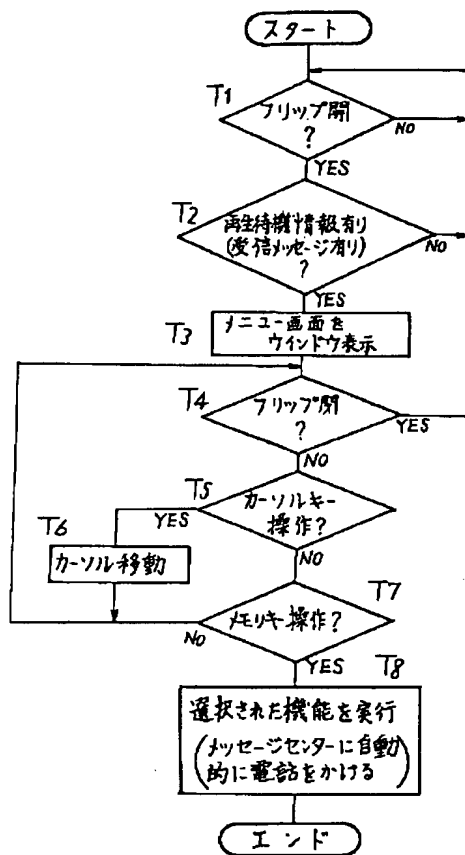 スタート
T1
フリップ開
?
NO
YES
T2
再生待機情報有り
(受信メッセージ有り)
?
NO
YES
T3
メニュー画面を
ウインドウ表示
T4
フリップ開
?
YES
NO
T5
カーソルキー
操作?
YES
NO
T6
カーソル移動
T7
メモリキー操作?
NO
YES
T8
選択された機能を実行
(メッセージセンターに自動
的に電話をかける)
エンド